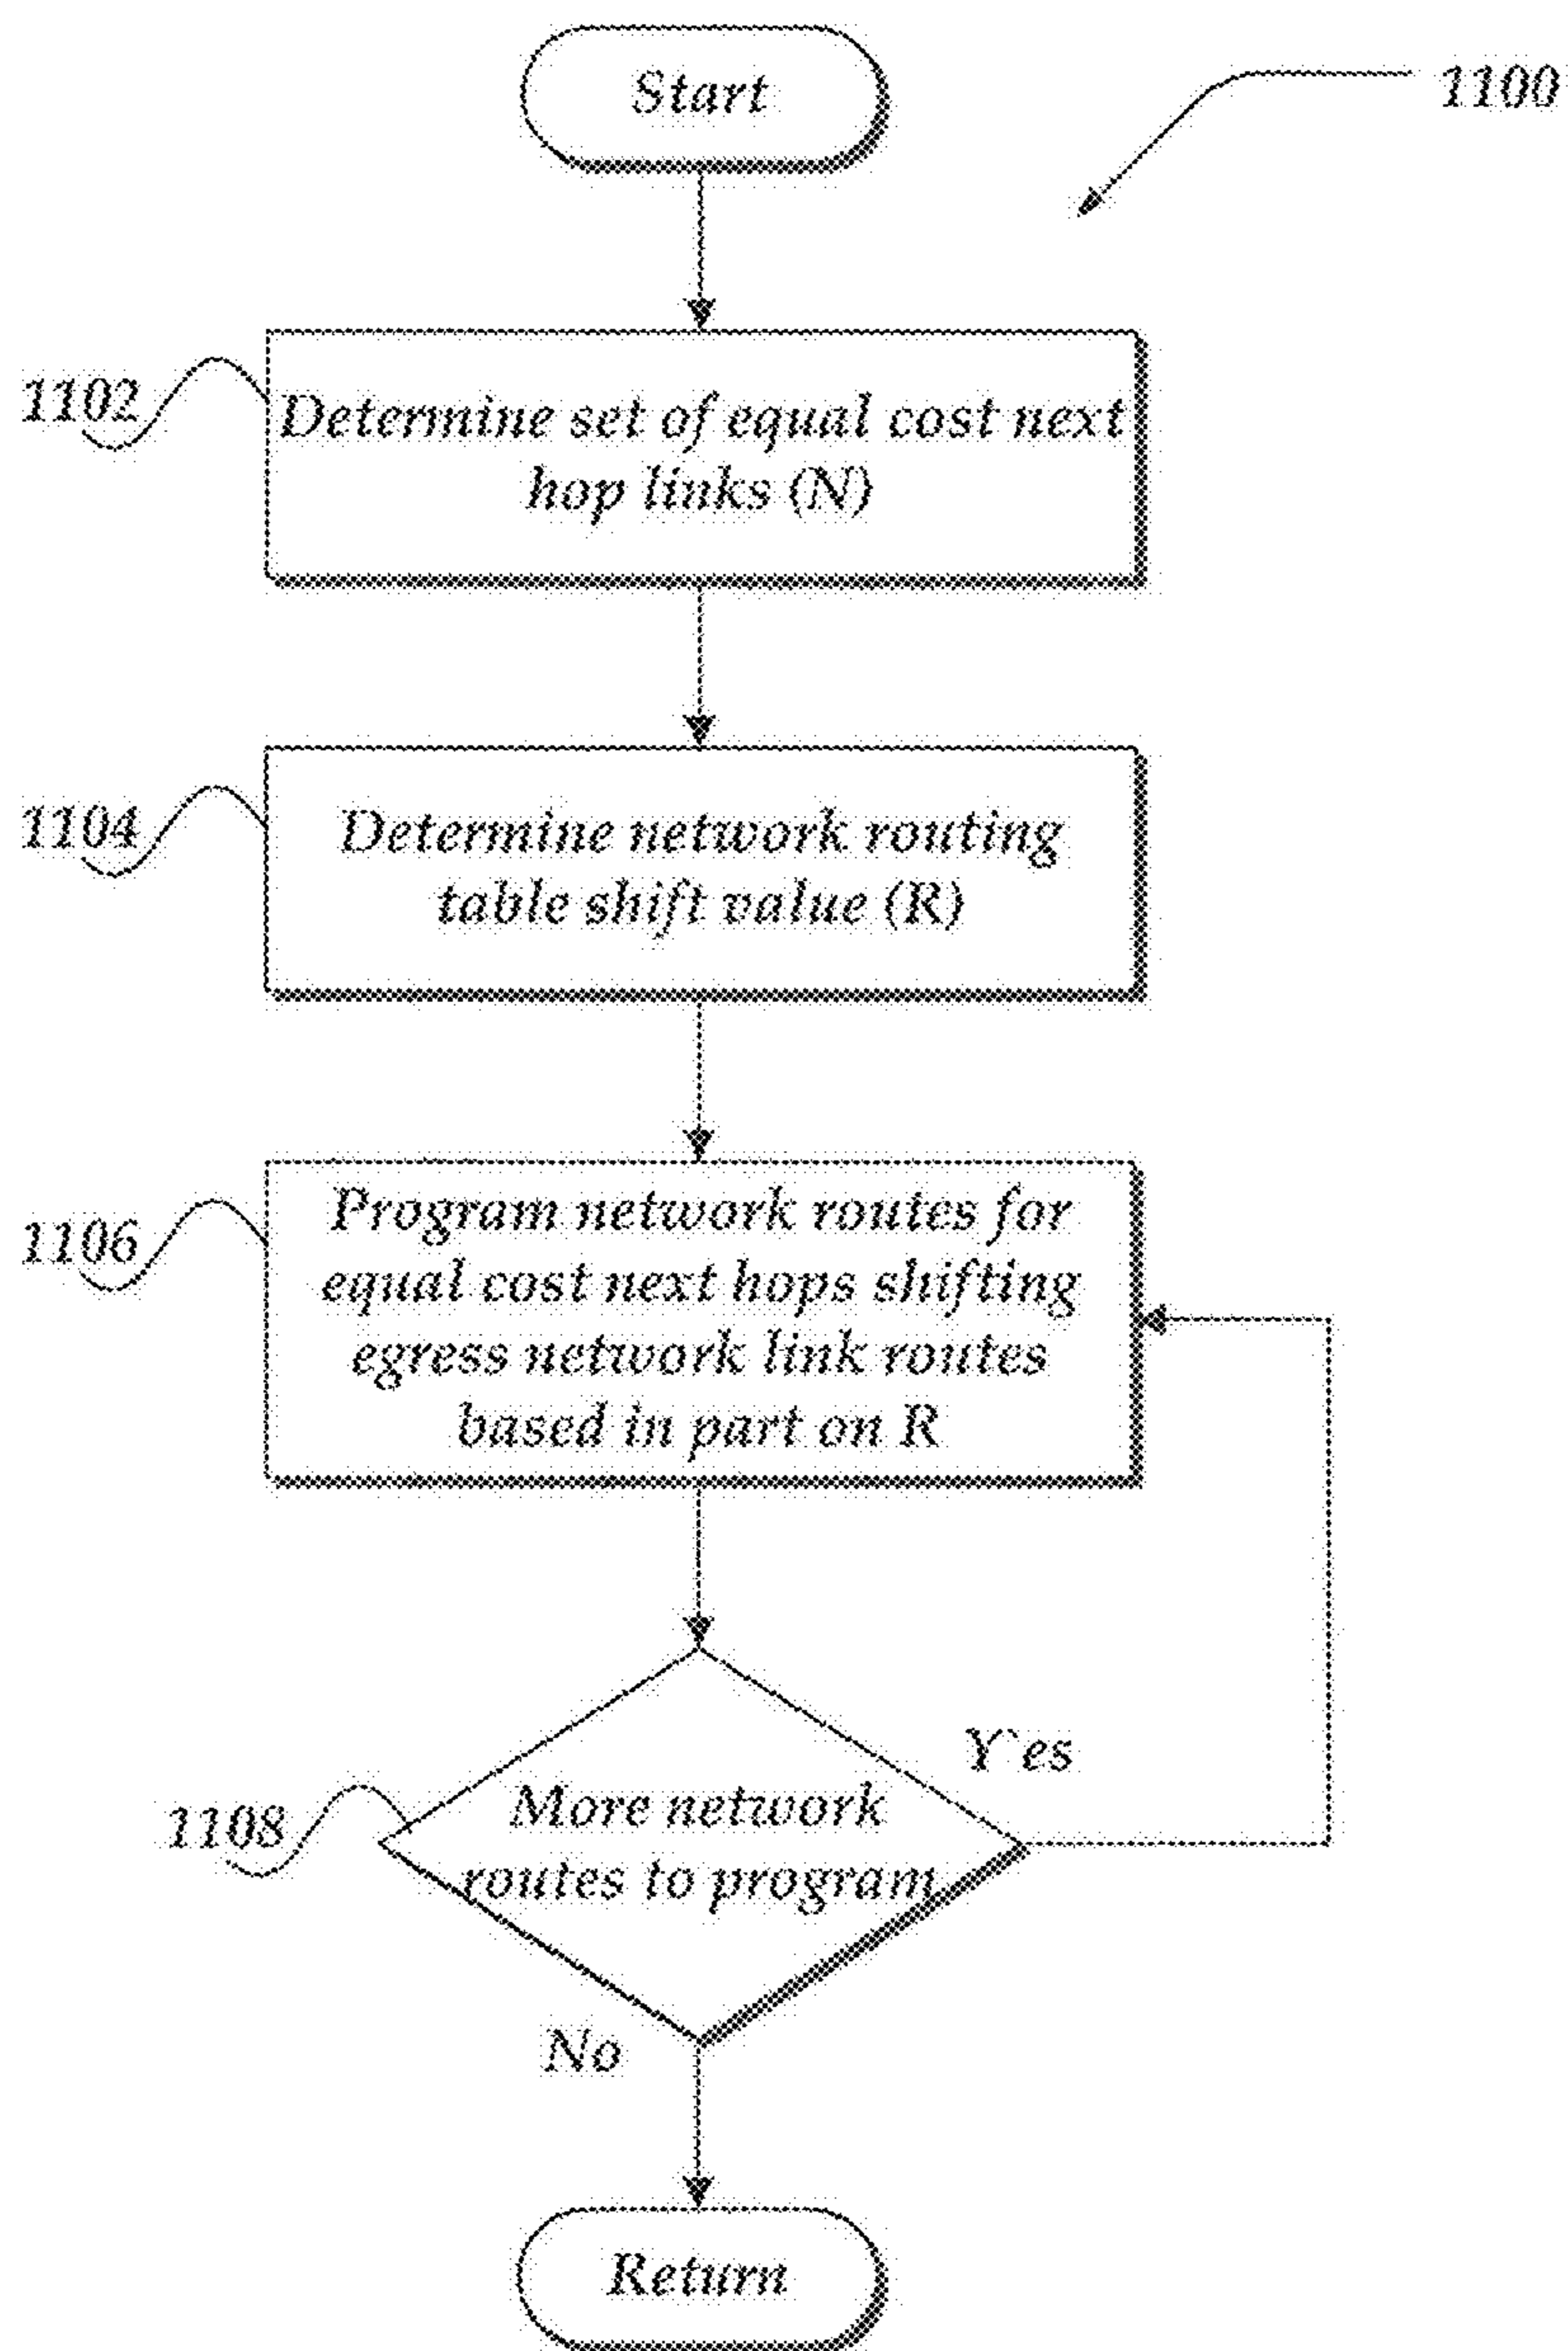 Start
1100
1102
Determine set of equal cost next
hop links (N)
1104
Determine network routing
table shift value (R)
1106
Program network routes for
equal cost next hops shifting
egress network link routes
based in part on R
Y`es
1108
More network
routes to program
No
Return